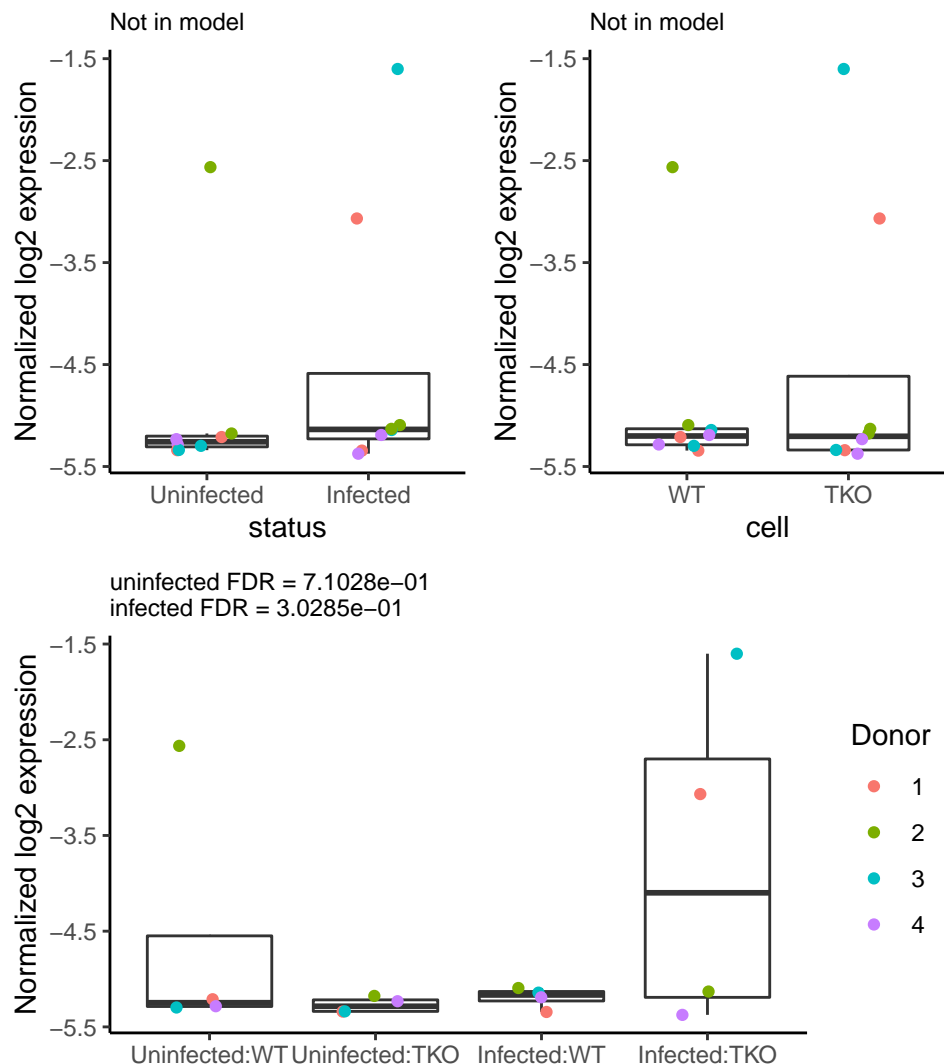 Not in model
Normalized log2 expression
−1.5
−2.5
−3.5
−4.5
−5.5
Uninfected
Infected
status
Not in model
Normalized log2 expression
−1.5
−2.5
−3.5
−4.5
−5.5
WT
TKO
cell
uninfected FDR = 7.1028e−01
infected FDR = 3.0285e−01
Normalized log2 expression
−1.5
−2.5
−3.5
−4.5
−5.5
Uninfected:WT
Uninfected:TKO
Infected:WT
Infected:TKO
Donor
1
2
3
4